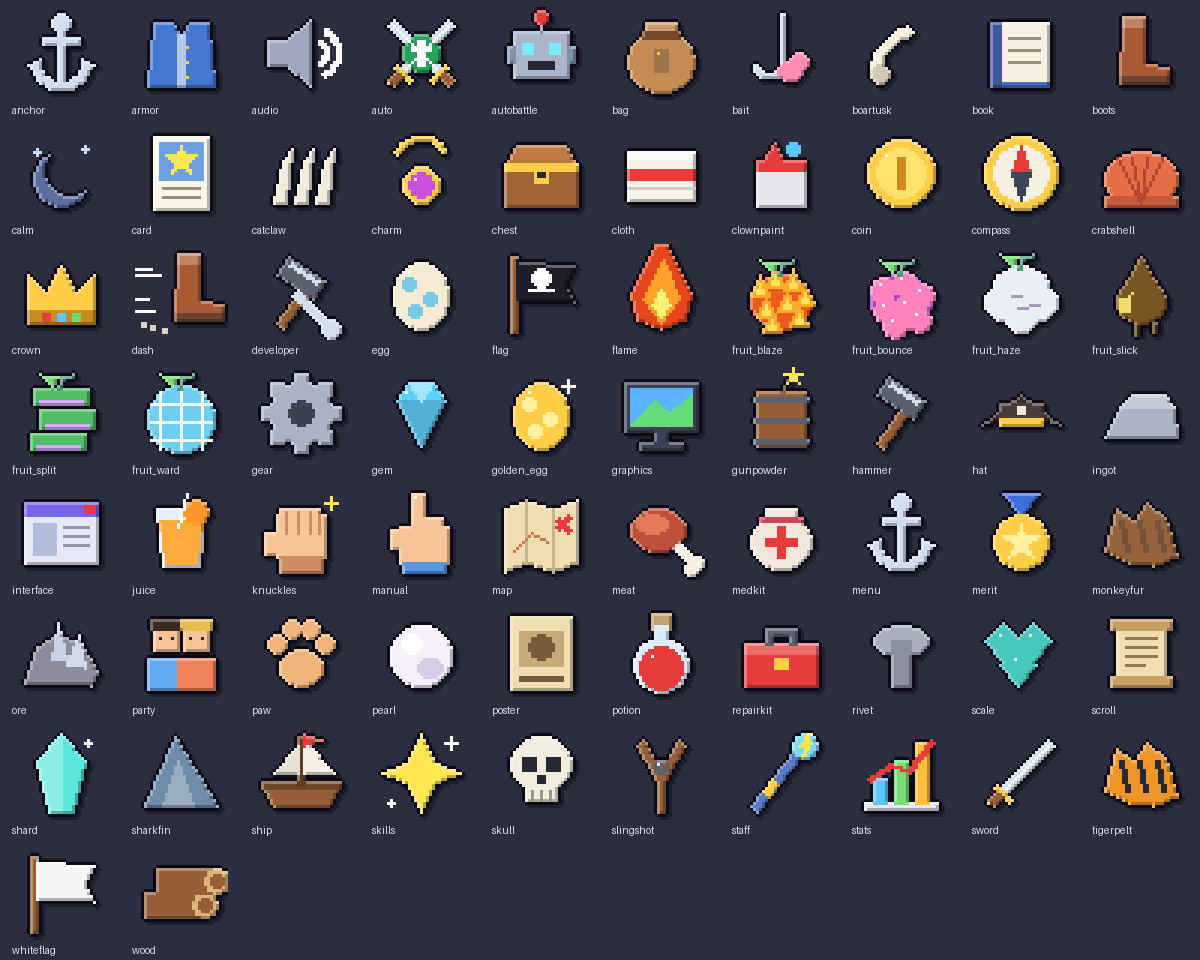 anchor armor audio auto autobattle bag bait boartusk book boots
calm card catclaw charm chest cloth clownpaint coin compass crabshell
crown dash developer egg flag flame fruit_blaze fruit_bounce fruit_haze fruit_slick
fruit_split fruit_ward gear gem golden_egg graphics gunpowder hammer hat ingot
interface juice knuckles manual map meat medkit menu merit monkeyfur
ore party paw pearl poster potion repairkit rivet scale scroll
shard sharkfin ship skills skull slingshot staff stats sword tigerpelt
whiteflag wood